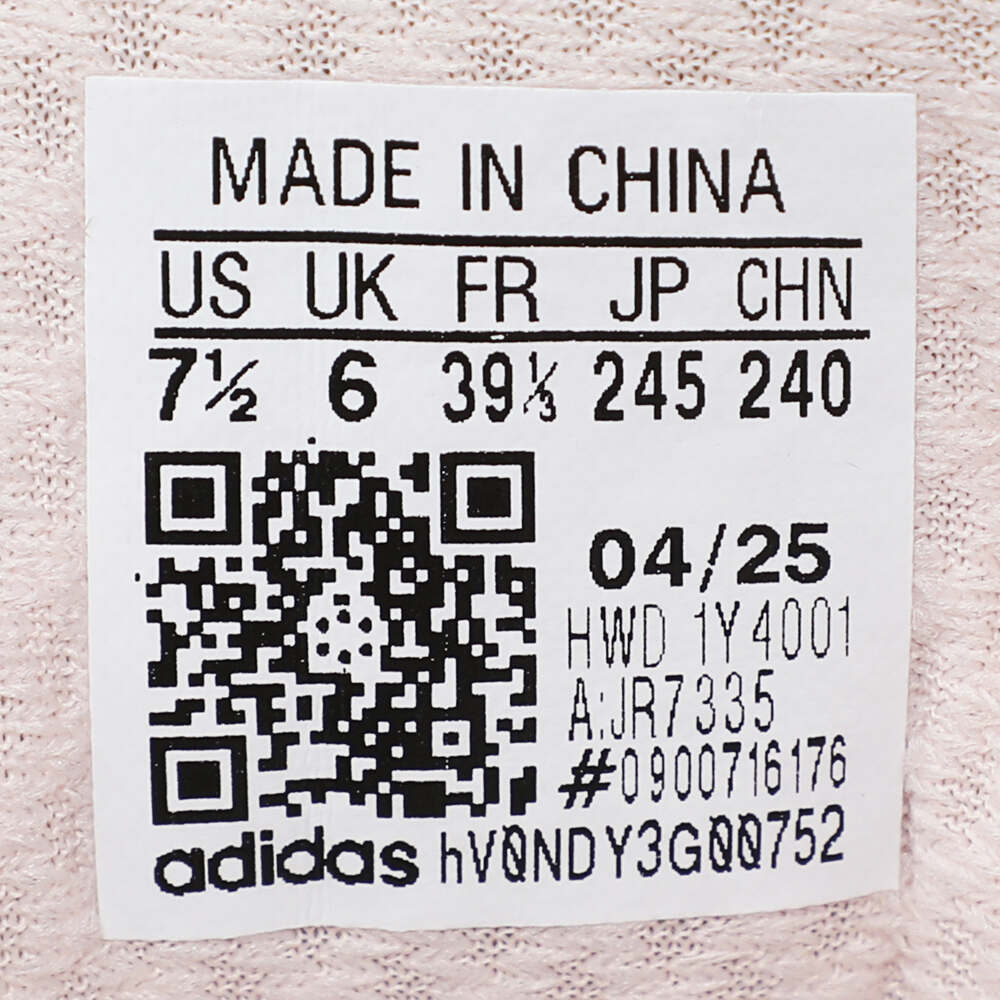 MADE IN CHINA
US UK FR JP CHN
7½ 6 39⅓ 245 240
04/25
HWD 1Y4001
A:JR7335
#0900716176
adidas hV0NDY3G00752